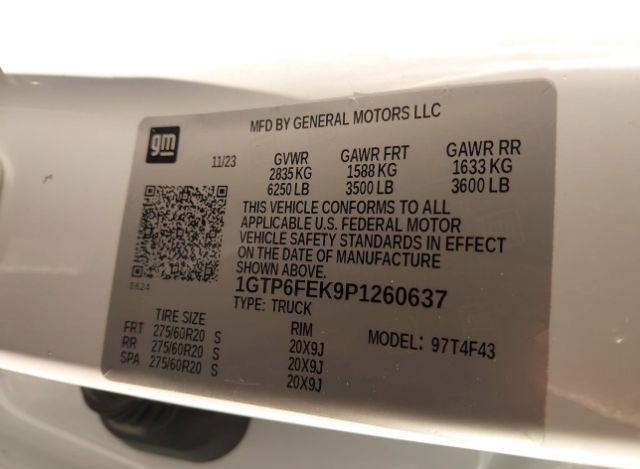 MFD BY GENERAL MOTORS LLC
gm
11/23
GVWR GAWR FRT GAWR RR
2835 KG 1588 KG 1633 KG
6250 LB 3500 LB 3600 LB
THIS VEHICLE CONFORMS TO ALL
APPLICABLE U.S. FEDERAL MOTOR
VEHICLE SAFETY STANDARDS IN EFFECT
ON THE DATE OF MANUFACTURE
SHOWN ABOVE.
E624
1GTP6FEK9P1260637
TYPE: TRUCK
TIRE SIZE RIM MODEL: 97T4F43
FRT 275/60R20 S 20X9J
RR 275/60R20 S 20X9J
SPA 275/60R20 S 20X9J